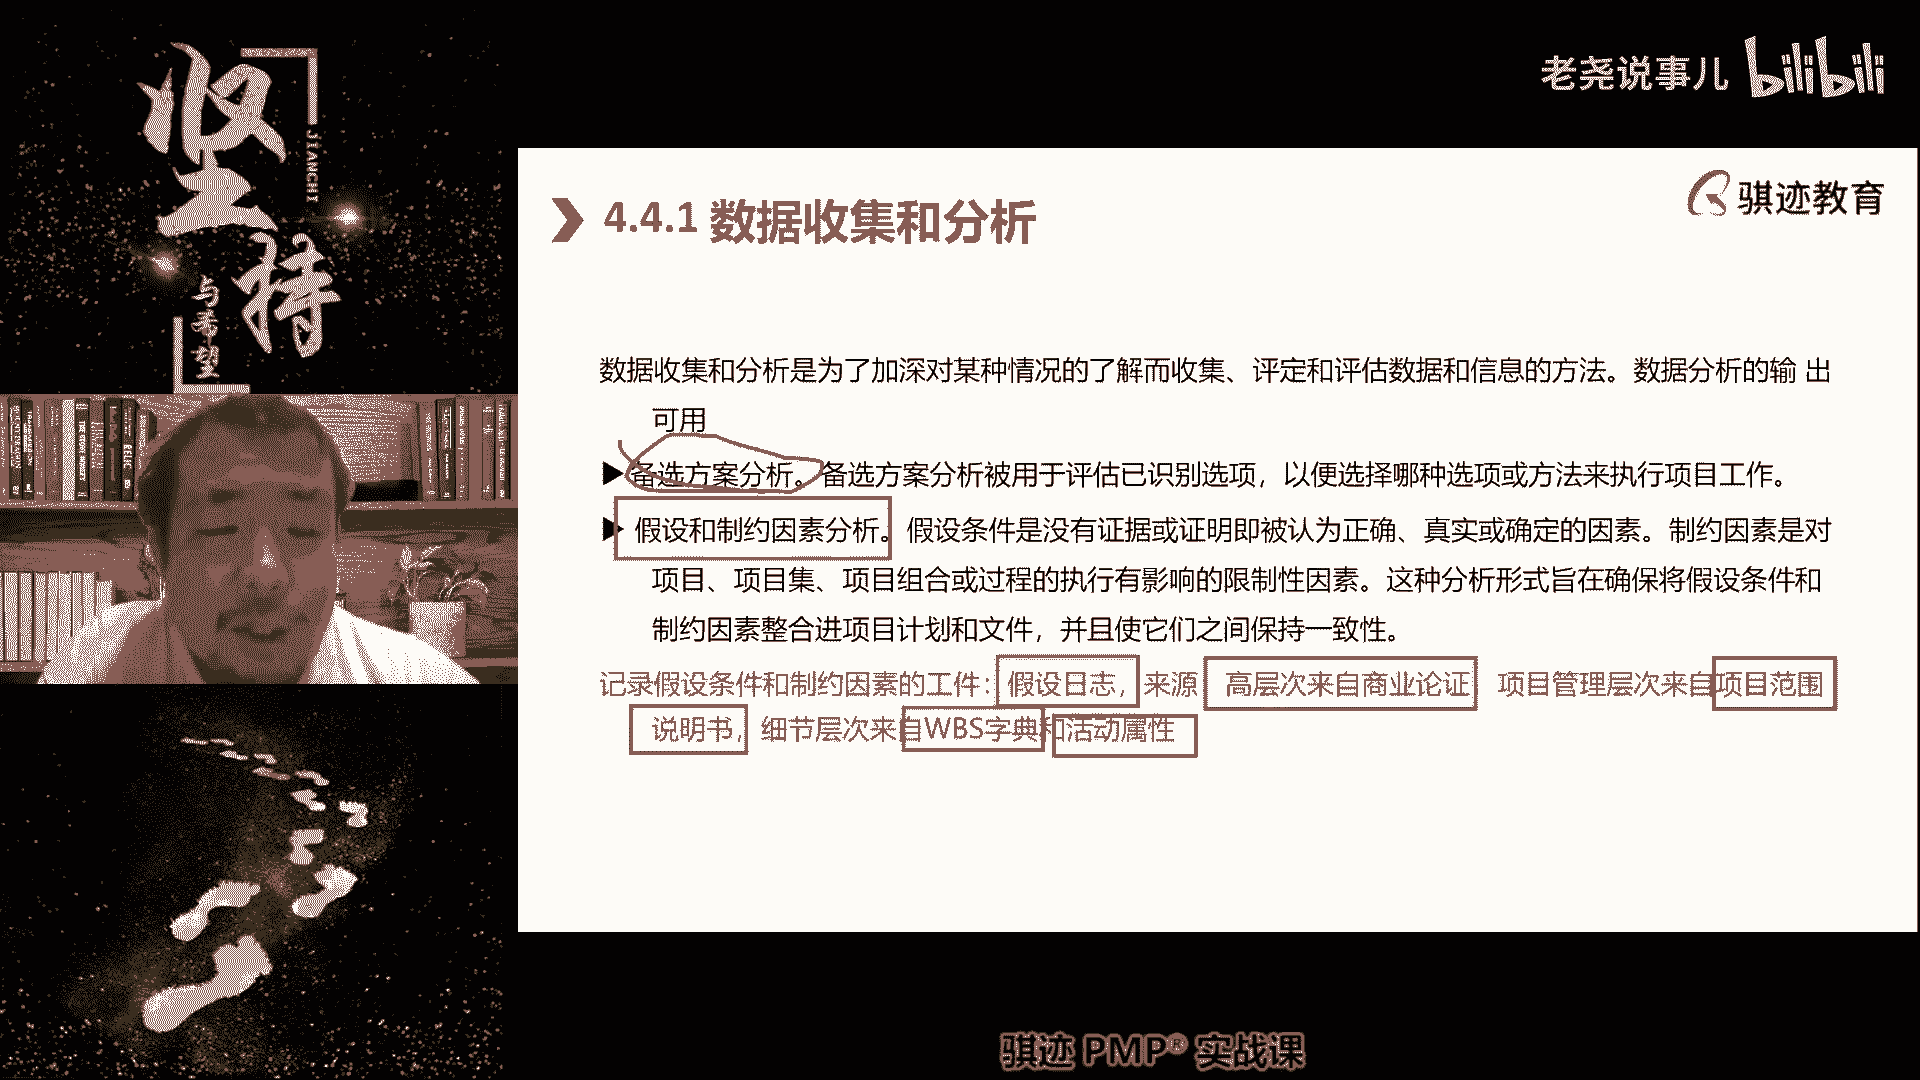 坚持
JIANCHI
与希望
老尧说事儿 bilibili
骐迹教育
4.4.1 数据收集和分析
数据收集和分析是为了加深对某种情况的了解而收集、评定和评估数据和信息的方法。数据分析的输 出
可用
备选方案分析。备选方案分析被用于评估已识别选项，以便选择哪种选项或方法来执行项目工作。
假设和制约因素分析。假设条件是没有证据或证明即被认为正确、真实或确定的因素。制约因素是对
项目、项目集、项目组合或过程的执行有影响的限制性因素。这种分析形式旨在确保将假设条件和
制约因素整合进项目计划和文件，并且使它们之间保持一致性。
记录假设条件和制约因素的工件：假设日志，来源 高层次来自商业论证 项目管理层次来自项目范围
说明书，细节层次来自WBS字典和活动属性
骐迹 PMP® 实战课